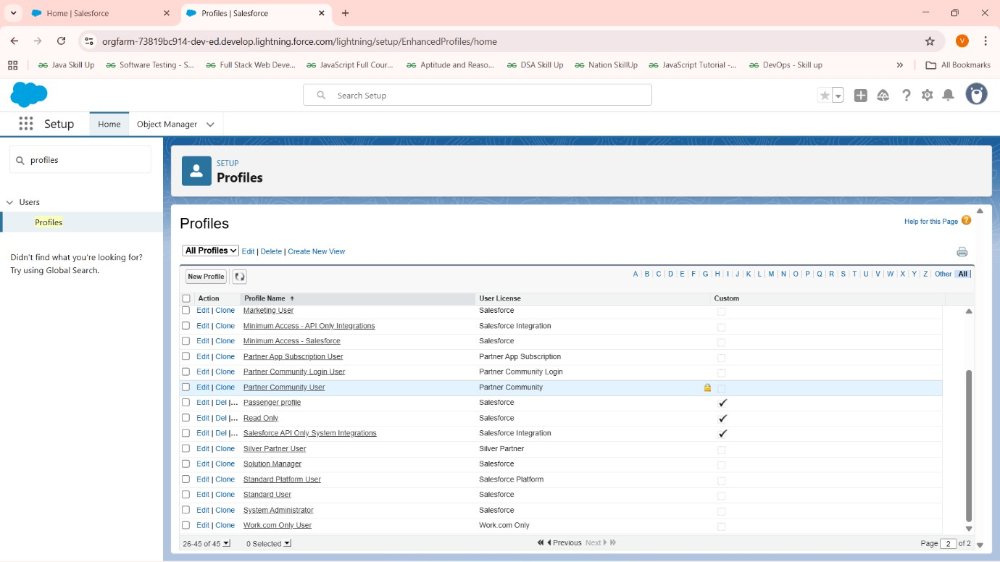 Home | Salesforce
Profiles | Salesforce
orgfarm-73819bc914-dev-ed.develop.lightning.force.com/lightning/setup/EnhancedProfiles/home
V
Java Skill Up
Software Testing - S...
Full Stack Web Deve...
JavaScript Full Cour...
Aptitude and Reaso...
DSA Skill Up
Nation SkillUp
JavaScript Tutorial -...
DevOps - Skill up
All Bookmarks
Search Setup
Setup
Home
Object Manager
profiles
Users
Profiles
Didn't find what you're looking for?
Try using Global Search.
SETUP
Profiles
Profiles
Help for this Page
All Profiles Edit | Delete | Create New View
New Profile
A | B | C | D | E | F | G | H | I | J | K | L | M | N | O | P | Q | R | S | T | U | V | W | X | Y | Z | Other | All |
Action Profile Name User License Custom
Edit | Clone Marketing User Salesforce
Edit | Clone Minimum Access - API Only Integrations Salesforce Integration
Edit | Clone Minimum Access - Salesforce Salesforce
Edit | Clone Partner App Subscription User Partner App Subscription
Edit | Clone Partner Community Login User Partner Community Login
Edit | Clone Partner Community User Partner Community
Edit | Del |... Passenger profile Salesforce
Edit | Del |... Read Only Salesforce
Edit | Del |... Salesforce API Only System Integrations Salesforce Integration
Edit | Clone Silver Partner User Silver Partner
Edit | Clone Solution Manager Salesforce
Edit | Clone Standard Platform User Salesforce Platform
Edit | Clone Standard User Salesforce
Edit | Clone System Administrator Salesforce
Edit | Clone Work.com Only User Work.com Only
26-45 of 45 0 Selected Previous Next Page 2 of 2